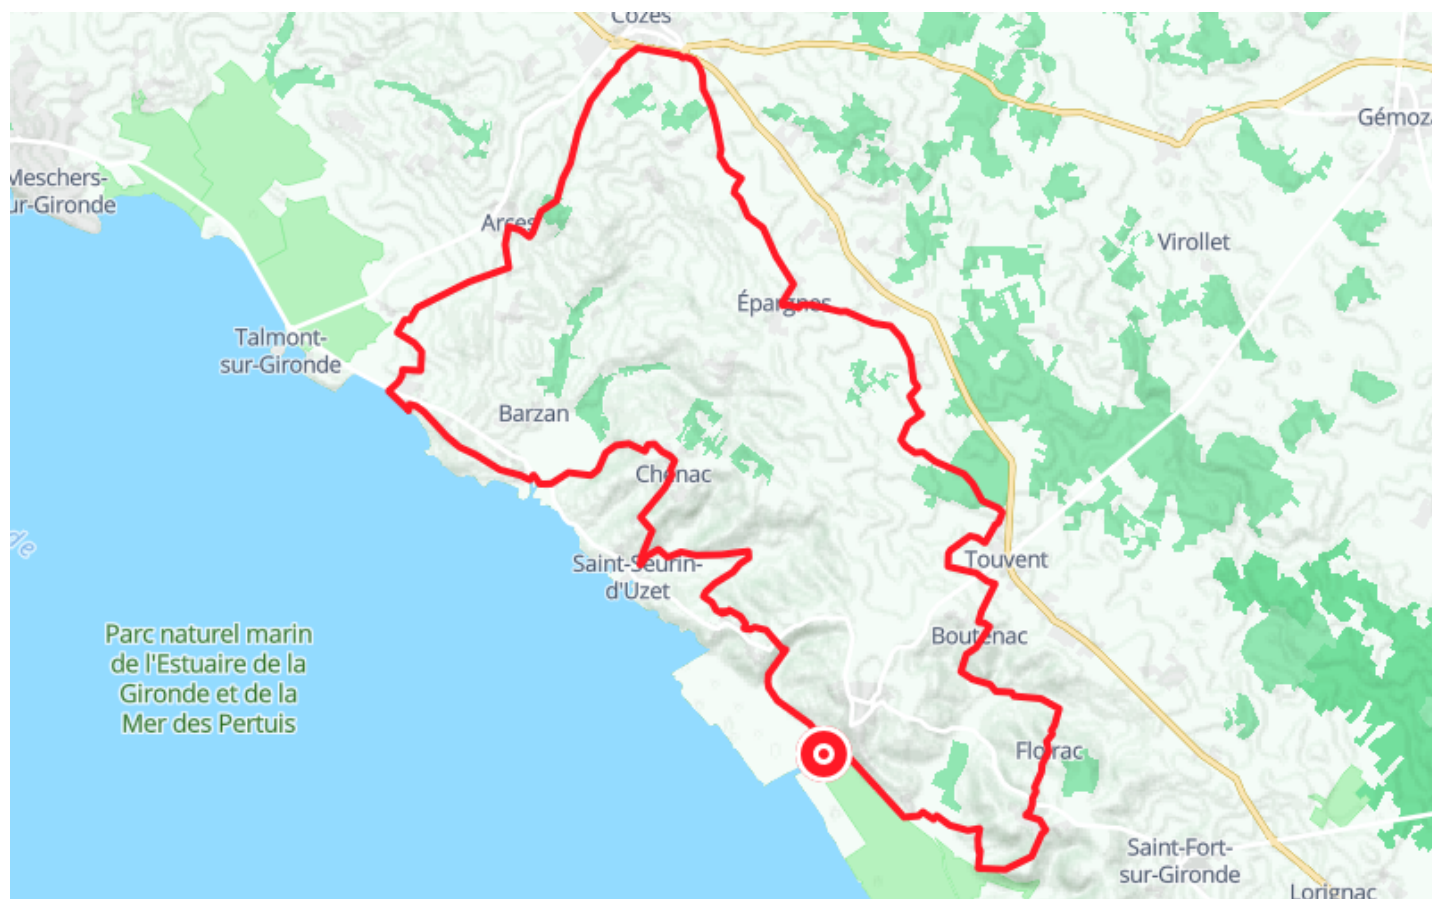 Cozes
Gémoz
Meschers-
ur-Gironde
Arces
Virollet
Épargnes
Talmont-
sur-Gironde
Barzan
Chenac
de
Touvent
Saint-Seurin-
d'Uzet
Parc naturel marin
de l'Estuaire de la
Gironde et de la
Mer des Pertuis
Boutenac
Floirac
Saint-Fort-
sur-Gironde
Lorignac